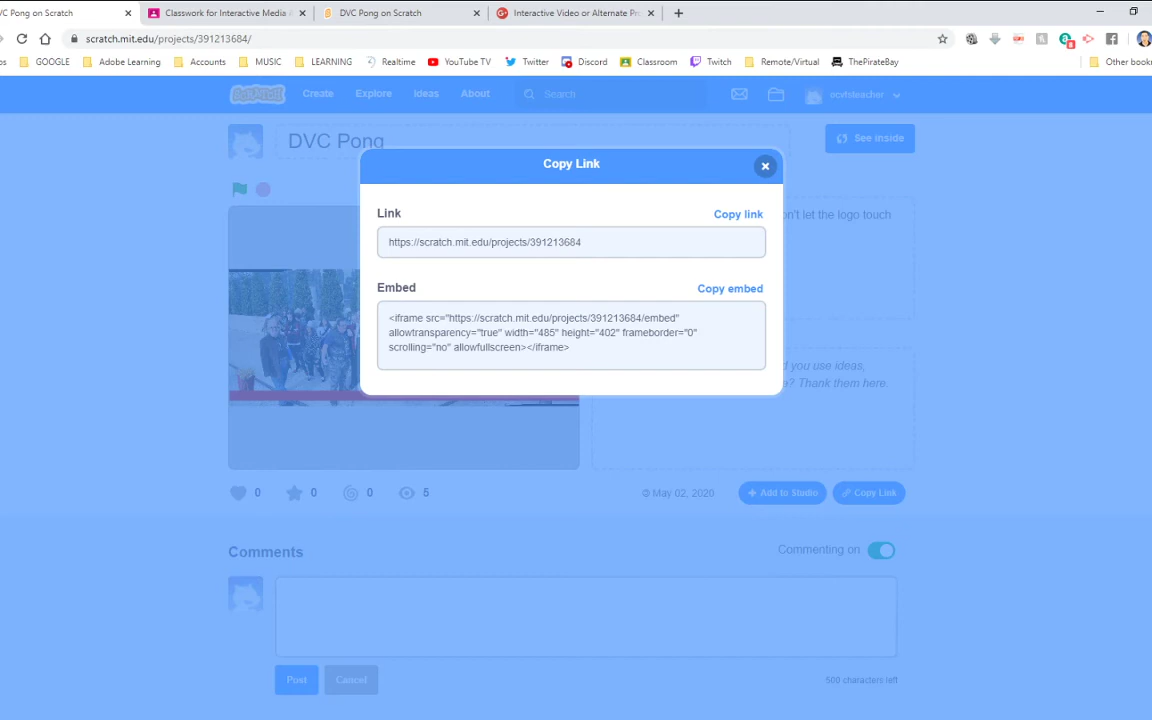 VC Pong on Scratch
Classwork for Interactive Media
DVC Pong on Scratch
Interactive Video or Alternate Pr
scratch.mit.edu/projects/391213684/
GOOGLE
Adobe Learning
Accounts
MUSIC
LEARNING
Realtime
YouTube TV
Twitter
Discord
Classroom
Twitch
Remote/Virtual
ThePirateBay
Other book
SCRATCH
Create
Explore
Ideas
About
Search
ocvtsteacher
DVC Pong
See inside
Copy Link
Link
Copy link
n't let the logo touch
https://scratch.mit.edu/projects/391213684
Embed
Copy embed
<iframe src="https://scratch.mit.edu/projects/391213684/embed"
allowtransparency="true" width="485" height="402" frameborder="0"
scrolling="no" allowfullscreen></iframe>
d you use ideas,
e? Thank them here.
0
0
0
5
© May 02, 2020
Add to Studio
Copy Link
Comments
Commenting on
Post
Cancel
500 characters left